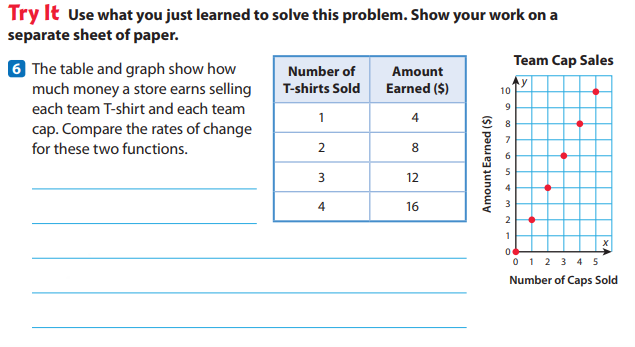 Try It Use what you just learned to solve this problem. Show your work on a
separate sheet of paper.
6 The table and graph show how
much money a store earns selling
each team T-shirt and each team
cap. Compare the rates of change
for these two functions.
Number of
T-shirts Sold
Amount
Earned ($)
1 4
2 8
3 12
4 16
Team Cap Sales
y
10
9
8
7
6
5
4
3
2
1
0
x
0 1 2 3 4 5
Amount Earned ($)
Number of Caps Sold